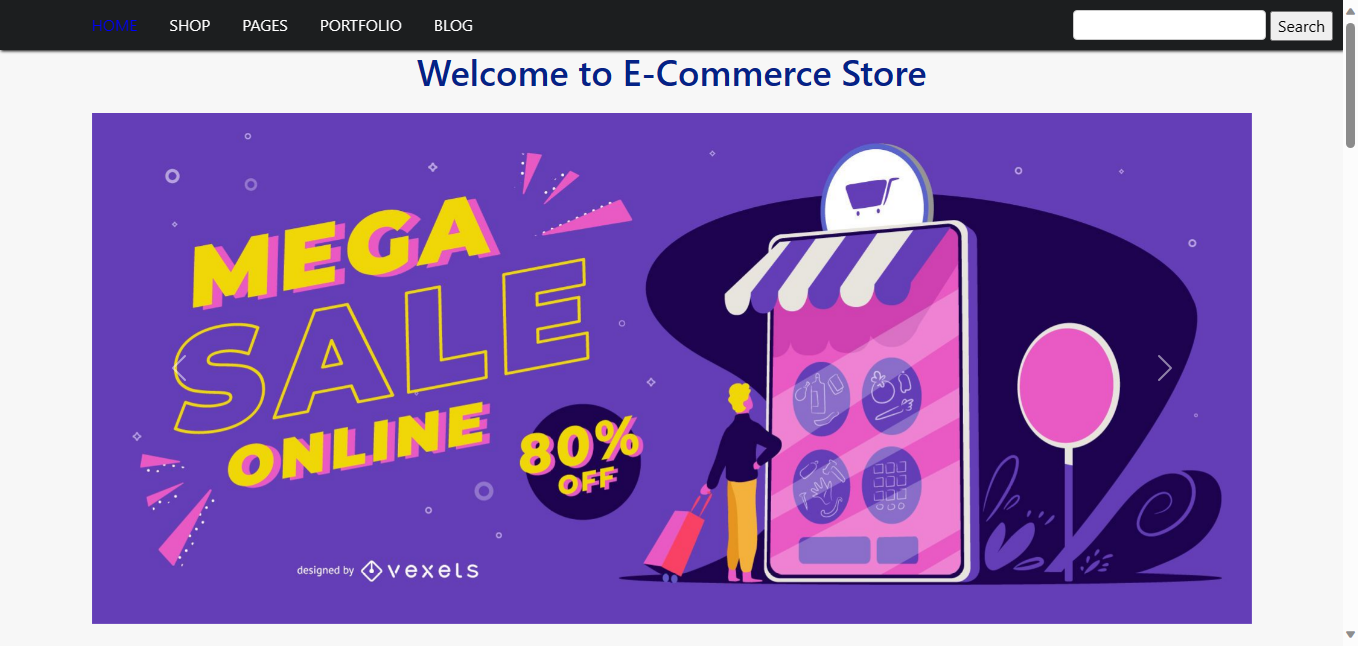 HOME SHOP PAGES PORTFOLIO BLOG Search
Welcome to E-Commerce Store
MEGA
SALE
ONLINE
80%
OFF
designed by vexels